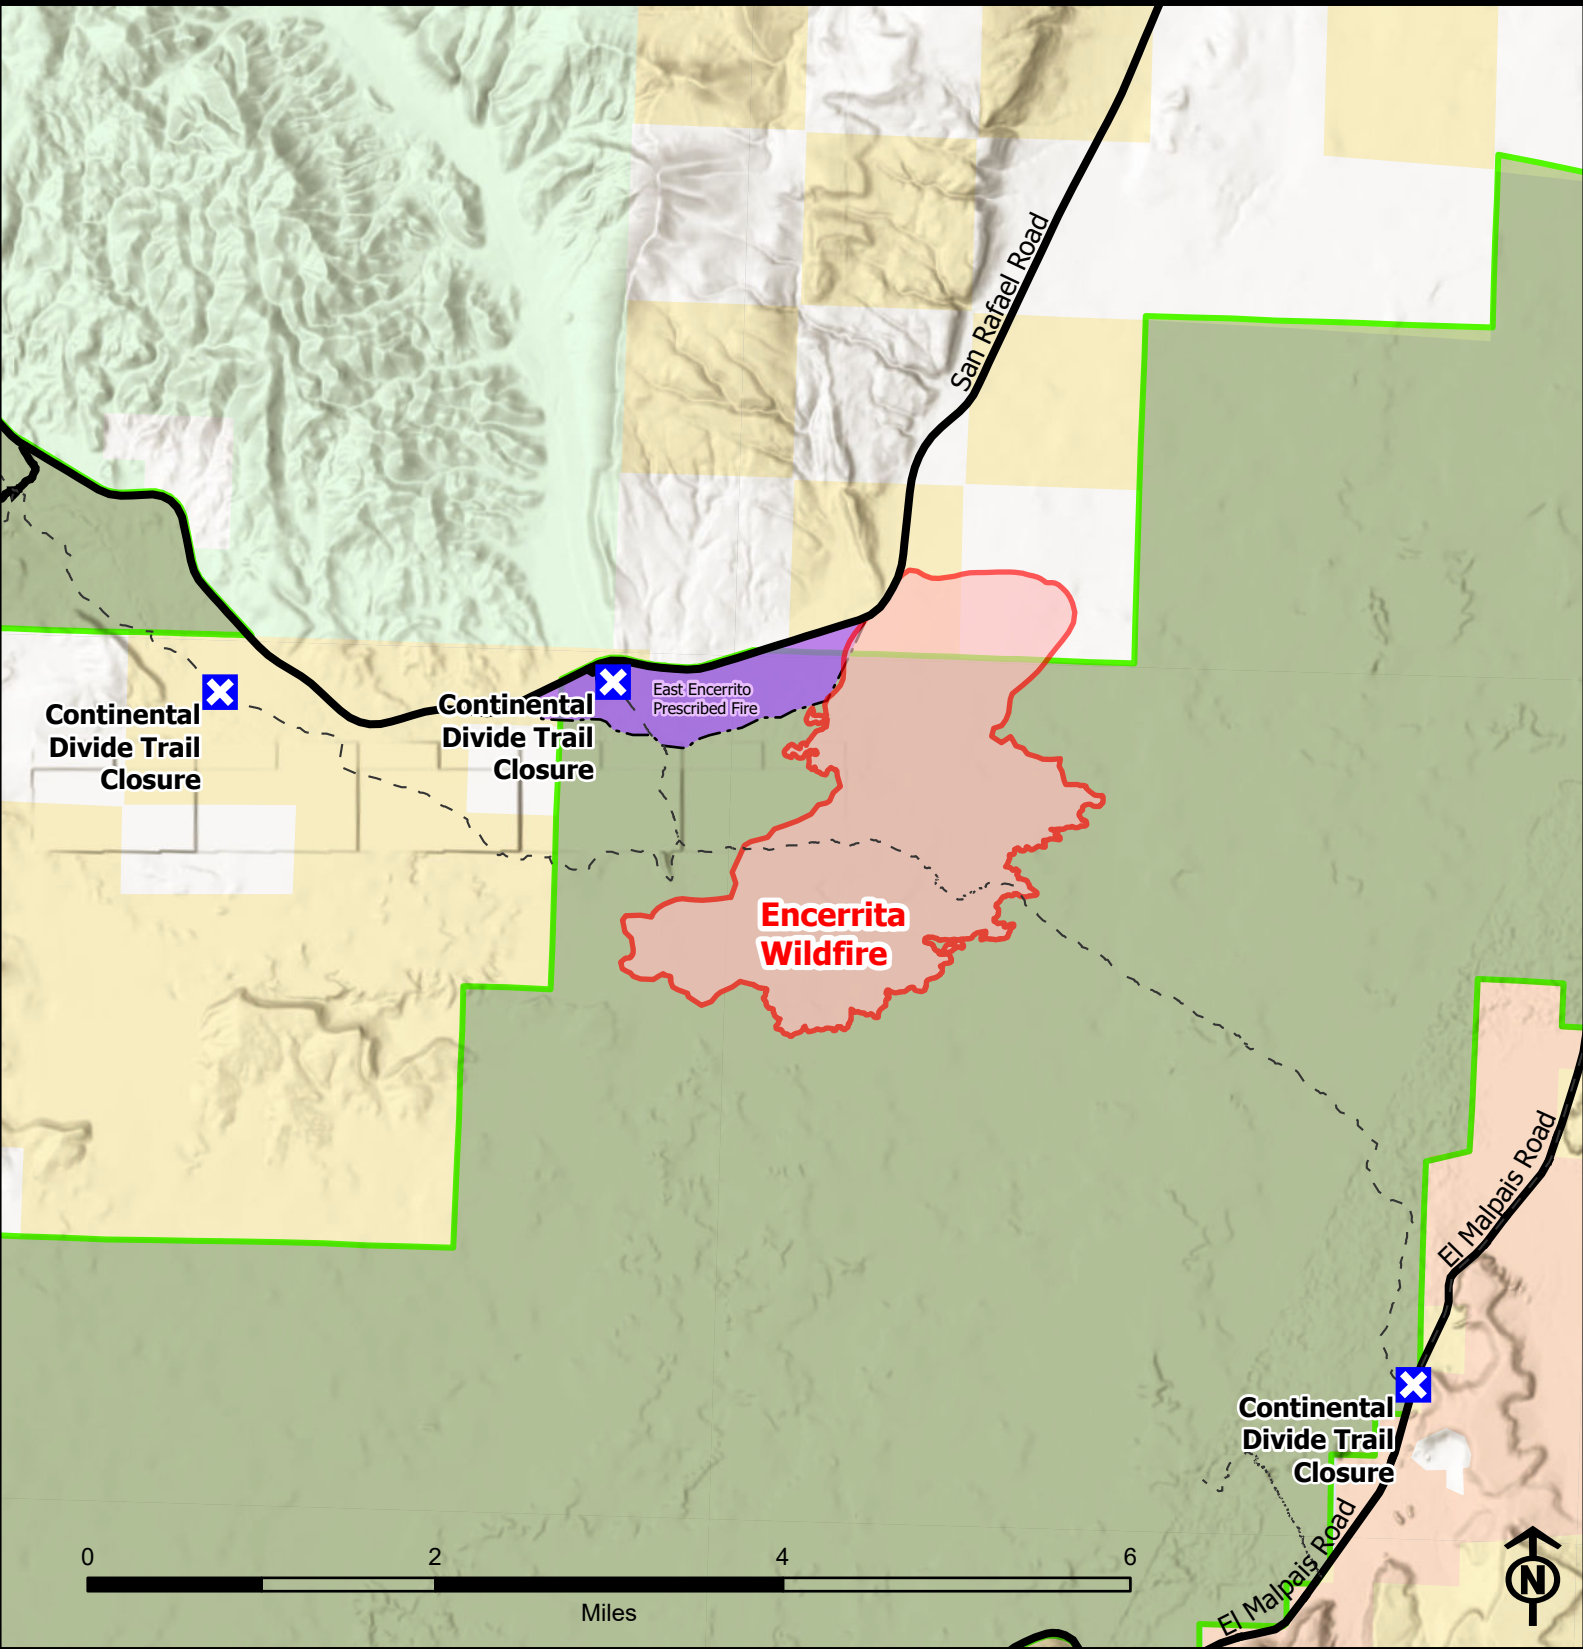 San Rafael Road
Continental
Divide Trail
Closure
Continental
Divide Trail
Closure
East Encerrito
Prescribed Fire
Encerrita
Wildfire
El Malpais Road
Continental
Divide Trail
Closure
El Malpais Road
0 2 4 6
Miles
N